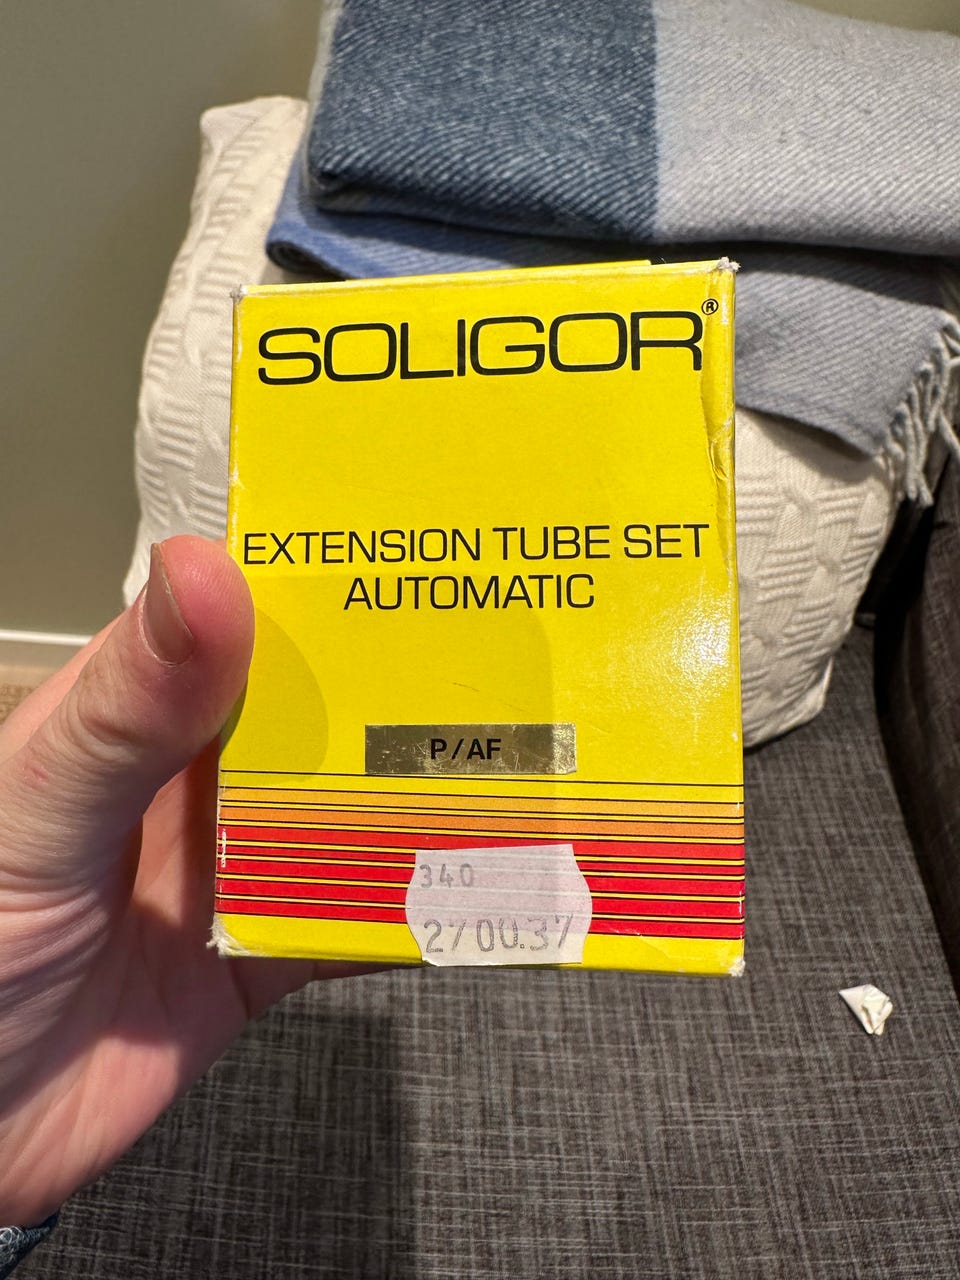 SOLIGOR®
EXTENSION TUBE SET
AUTOMATIC
P/AF
340
2700.37